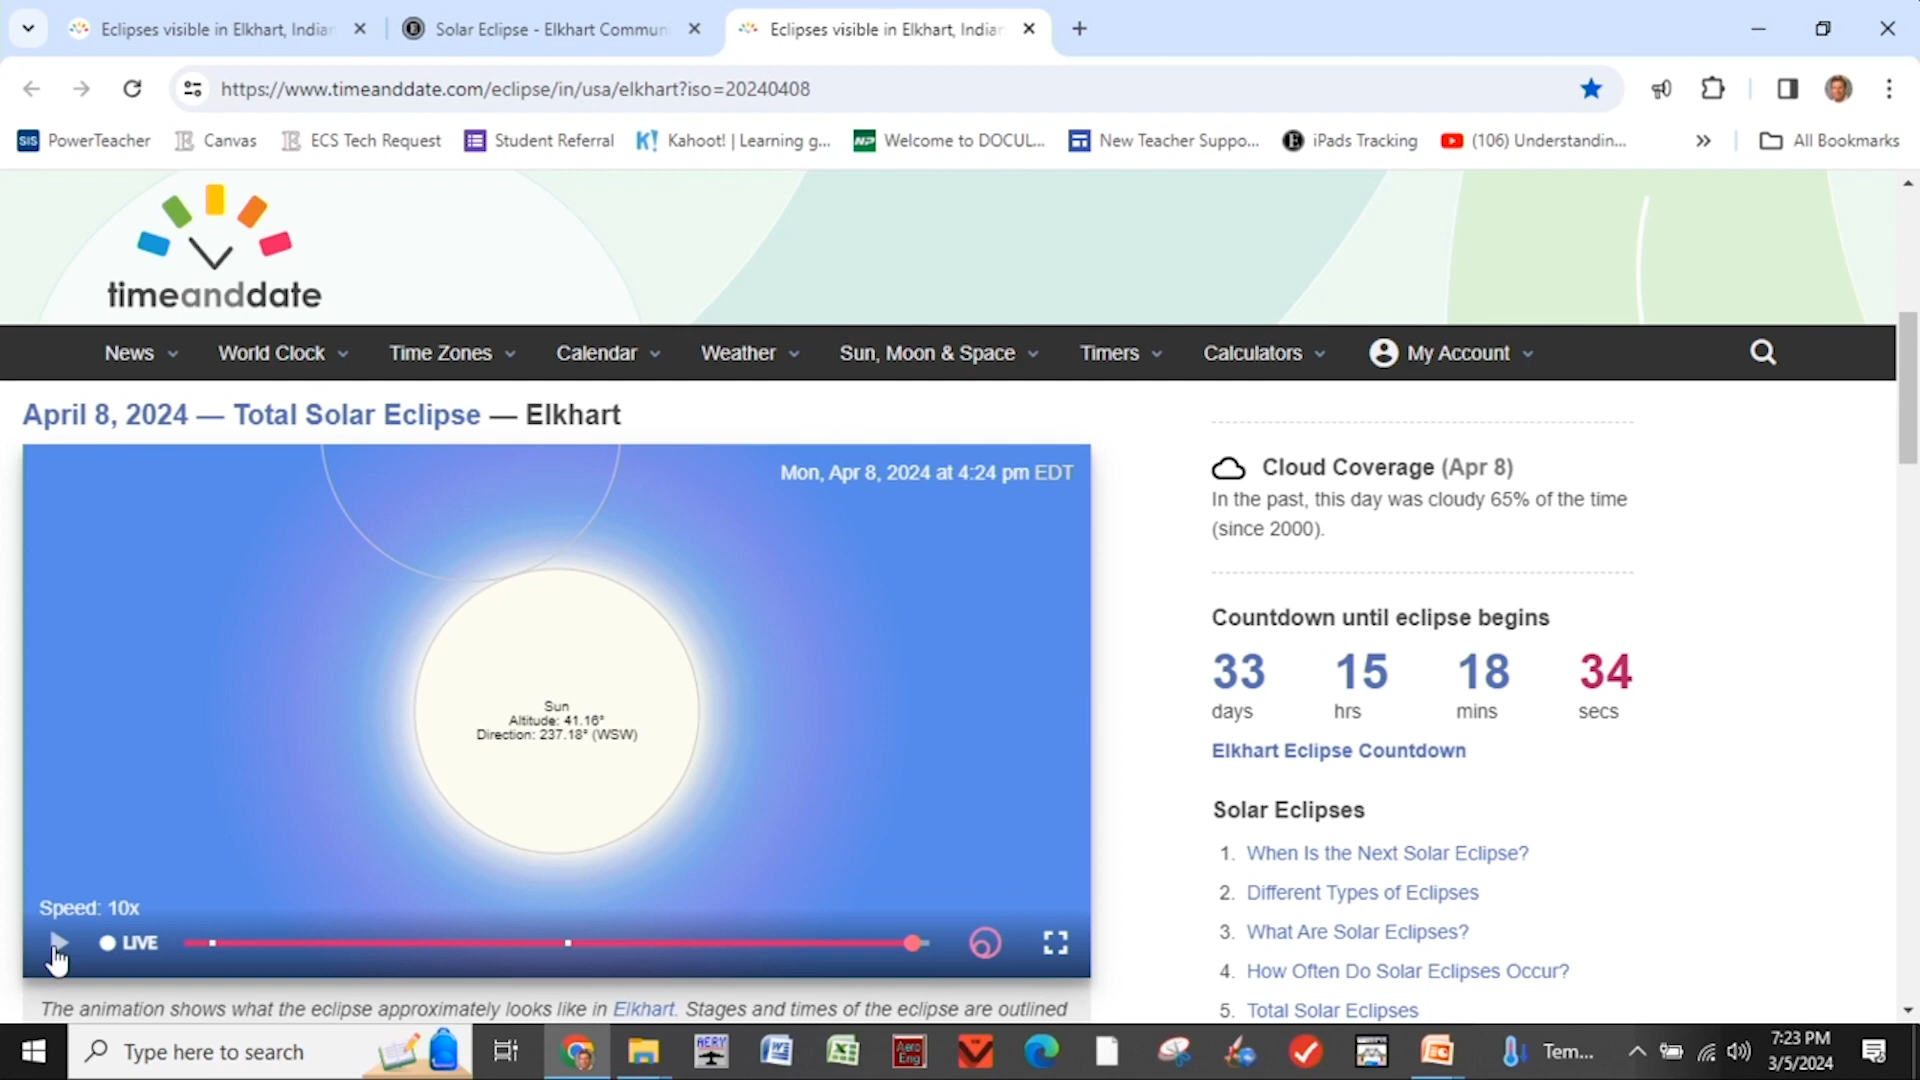 Eclipses visible in Elkhart, Indian
Solar Eclipse - Elkhart Commun
Eclipses visible in Elkhart, Indian
https://www.timeanddate.com/eclipse/in/usa/elkhart?iso=20240408
SIS PowerTeacher
Canvas
ECS Tech Request
Student Referral
K! Kahoot! | Learning g...
NP Welcome to DOCUL...
New Teacher Suppo...
iPads Tracking
(106) Understandin...
All Bookmarks
timeanddate
News
World Clock
Time Zones
Calendar
Weather
Sun, Moon & Space
Timers
Calculators
My Account
April 8, 2024 — Total Solar Eclipse — Elkhart
Mon, Apr 8, 2024 at 4:24 pm EDT
Sun
Altitude: 41.16°
Direction: 237.18° (WSW)
Speed: 10x
LIVE
The animation shows what the eclipse approximately looks like in Elkhart. Stages and times of the eclipse are outlined
Cloud Coverage (Apr 8)
In the past, this day was cloudy 65% of the time
(since 2000).
Countdown until eclipse begins
33 15 18 34
days hrs mins secs
Elkhart Eclipse Countdown
Solar Eclipses
1. When Is the Next Solar Eclipse?
2. Different Types of Eclipses
3. What Are Solar Eclipses?
4. How Often Do Solar Eclipses Occur?
5. Total Solar Eclipses
Type here to search
AERY
Aero
Eng
Tem...
7:23 PM
3/5/2024